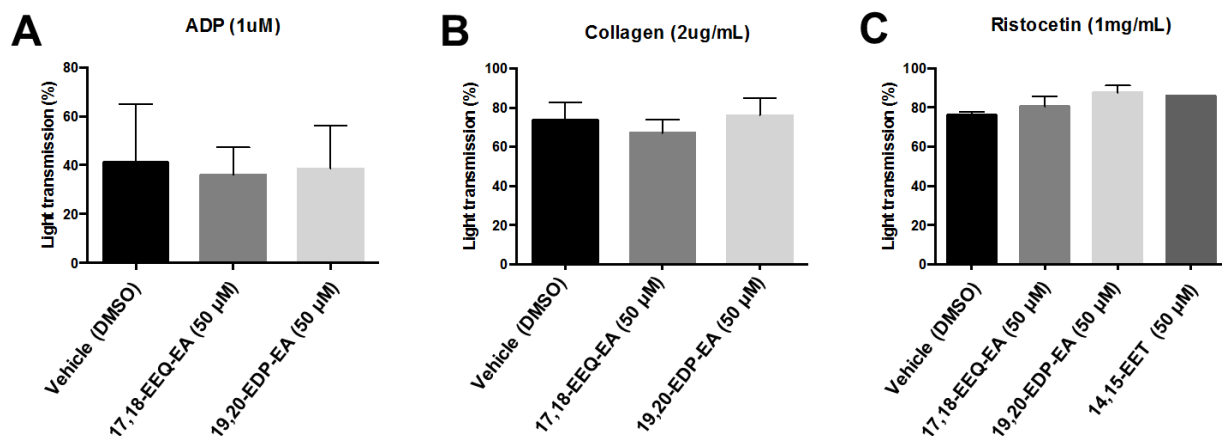 A
ADP (1uM)
Light transmission (%)
80
60
40
20
0
Vehicle (DMSO)
17,18-EEQ-EA (50 µM)
19,20-EDP-EA (50 µM)
B
Collagen (2ug/mL)
Light transmission (%)
100
80
60
40
20
0
Vehicle (DMSO)
17,18-EEQ-EA (50 µM)
19,20-EDP-EA (50 µM)
C
Ristocetin (1mg/mL)
Light transmission (%)
100
80
60
40
20
0
Vehicle (DMSO)
17,18-EEQ-EA (50 µM)
19,20-EDP-EA (50 µM)
14,15-EET (50 µM)